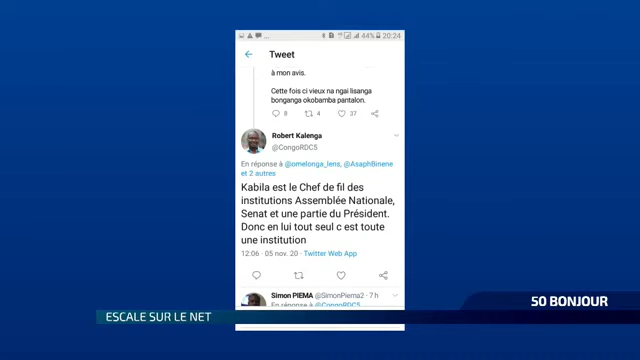 44% 20:24
Tweet
à mon avis.
Cette fois ci vieux na ngai lisanga
bonganga okobamba pantalon.
8 4 37
Robert Kalenga
@CongoRDC5
En réponse à @omelonga_lens, @AsaphBinene
et 2 autres
Kabila est le Chef de fil des
institutions Assemblée Nationale,
Senat et une partie du Président.
Donc en lui tout seul c est toute
une institution
12:06 · 05 nov. 20 · Twitter Web App
Simon PIEMA @SimonPiema2 · 7 h
En réponse à @CongoRDC5
50 BONJOUR
ESCALE SUR LE NET